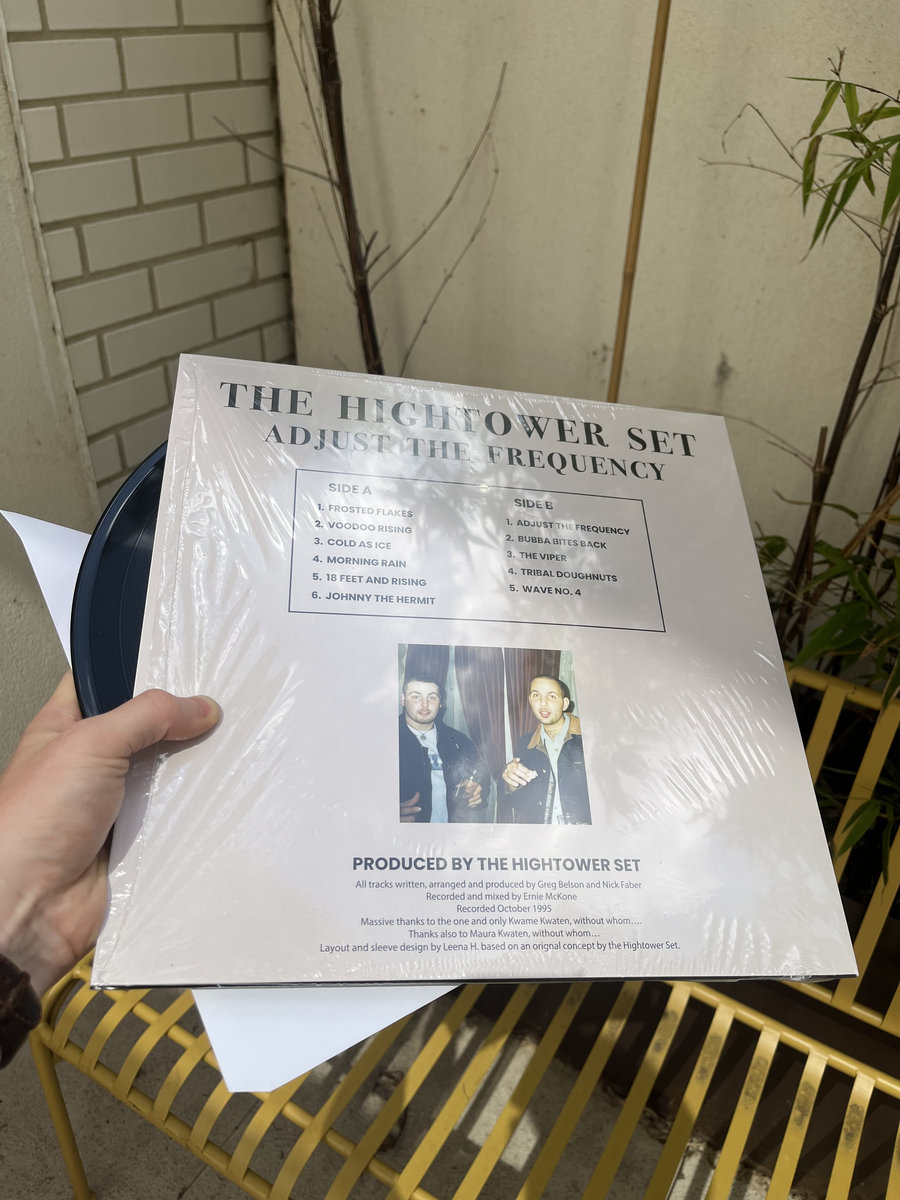 THE HIGHTOWER SET
ADJUST THE FREQUENCY
SIDE A
1. FROSTED FLAKES
2. VOODOO RISING
3. COLD AS ICE
4. MORNING RAIN
5. 18 FEET AND RISING
6. JOHNNY THE HERMIT
SIDE B
1. ADJUST THE FREQUENCY
2. BUBBA BITES BACK
3. THE VIPER
4. TRIBAL DOUGHNUTS
5. WAVE NO. 4
PRODUCED BY THE HIGHTOWER SET
All tracks written, arranged and produced by Greg Belson and Nick Faber
Recorded and mixed by Ernie McKone
Recorded October 1995
Massive thanks to the one and only Kwame Kwaten, without whom....
Thanks also to Maura Kwaten, without whom...
Layout and sleeve design by Leena H. based on an orignal concept by the Hightower Set.